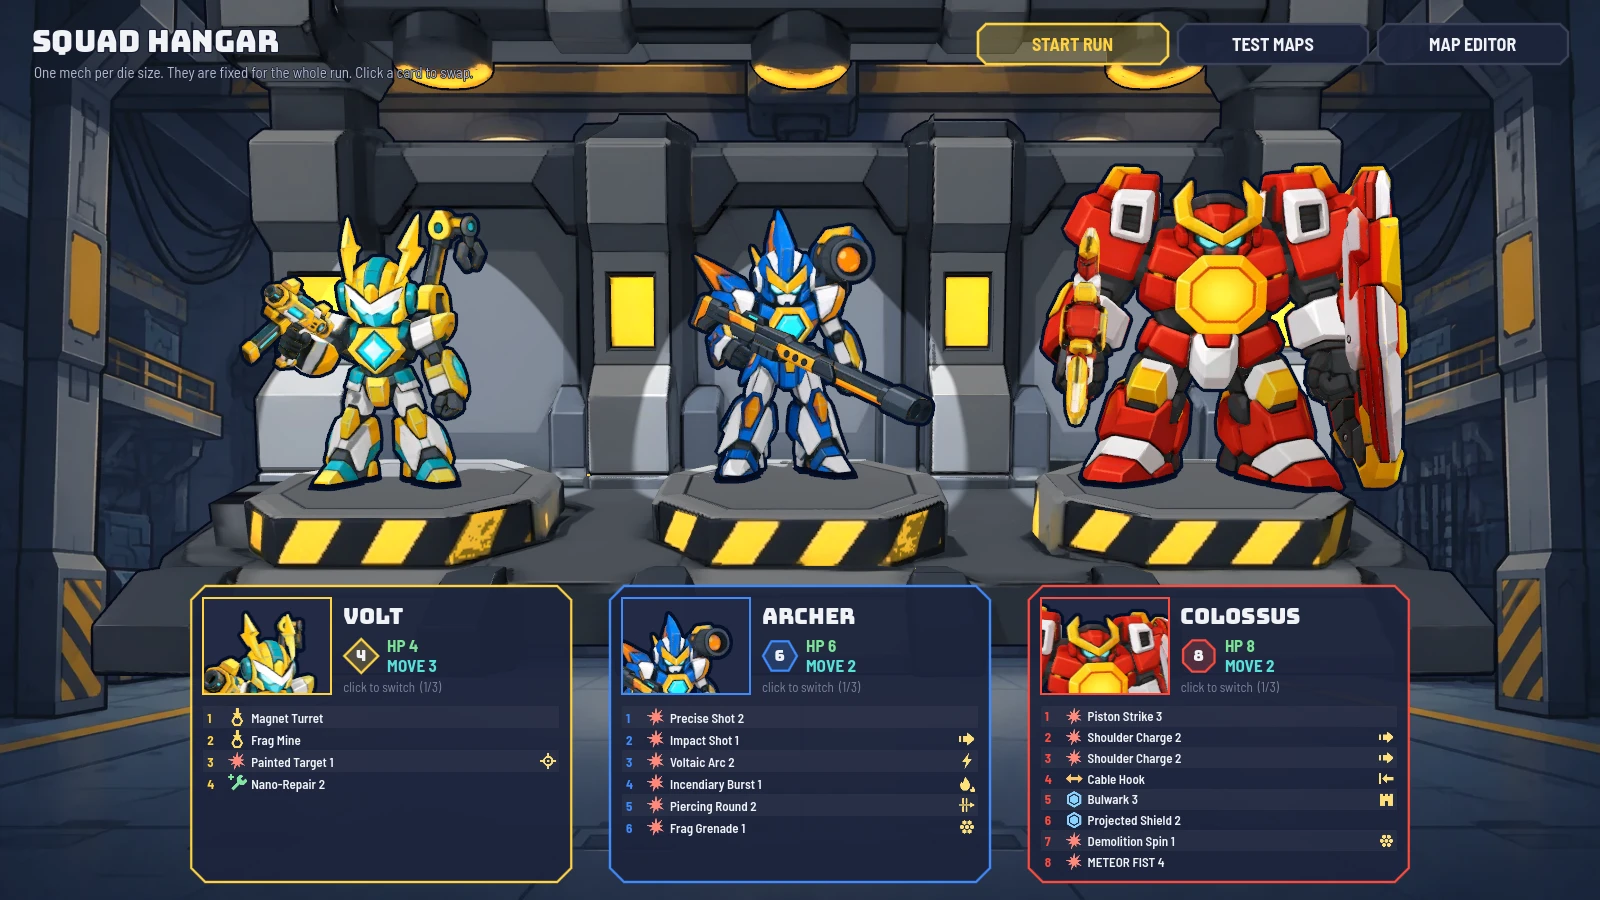 SQUAD HANGAR
One mech per die size. They are fixed for the whole run. Click a card to swap.
START RUN
TEST MAPS
MAP EDITOR
VOLT
4
HP 4
MOVE 3
click to switch (1/3)
1 Magnet Turret
2 Frag Mine
3 Painted Target 1
4 Nano-Repair 2
ARCHER
6
HP 6
MOVE 2
click to switch (1/3)
1 Precise Shot 2
2 Impact Shot 1
3 Voltaic Arc 2
4 Incendiary Burst 1
5 Piercing Round 2
6 Frag Grenade 1
COLOSSUS
8
HP 8
MOVE 2
click to switch (1/3)
1 Piston Strike 3
2 Shoulder Charge 2
3 Shoulder Charge 2
4 Cable Hook
5 Bulwark 3
6 Projected Shield 2
7 Demolition Spin 1
8 METEOR FIST 4